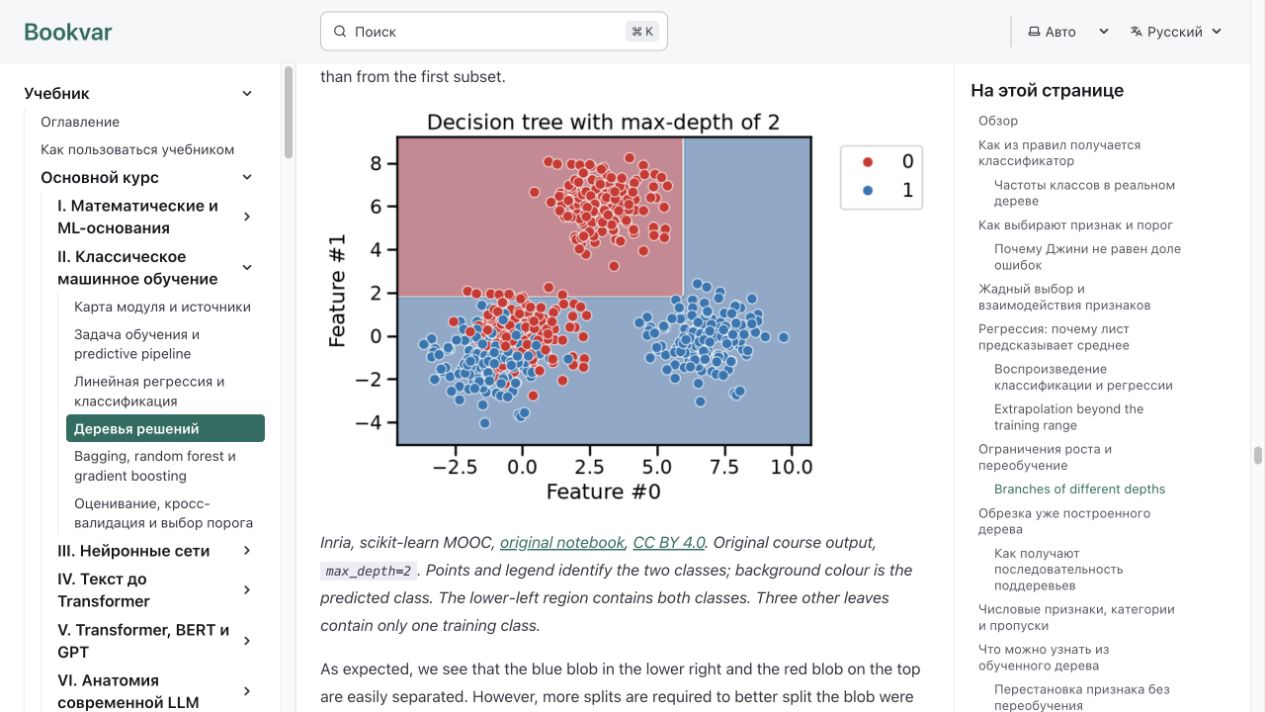 Bookvar
Поиск
⌘ K
Авто
Русский
Учебник
Оглавление
Как пользоваться учебником
Основной курс
I. Математические и
ML-основания
II. Классическое
машинное обучение
Карта модуля и источники
Задача обучения и
predictive pipeline
Линейная регрессия и
классификация
Деревья решений
Bagging, random forest и
gradient boosting
Оценивание, кросс-
валидация и выбор порога
III. Нейронные сети
IV. Текст до
Transformer
V. Transformer, BERT и
GPT
VI. Анатомия
современной LLM
than from the first subset.
Decision tree with max-depth of 2
0
1
8
6
4
2
0
−2
−4
Feature #1
−2.5 0.0 2.5 5.0 7.5 10.0
Feature #0
Inria, scikit-learn MOOC, original notebook, CC BY 4.0. Original course output,
max_depth=2 . Points and legend identify the two classes; background colour is the
predicted class. The lower-left region contains both classes. Three other leaves
contain only one training class.
As expected, we see that the blue blob in the lower right and the red blob on the top
are easily separated. However, more splits are required to better split the blob were
На этой странице
Обзор
Как из правил получается
классификатор
Частоты классов в реальном
дереве
Как выбирают признак и порог
Почему Джини не равен доле
ошибок
Жадный выбор и
взаимодействия признаков
Регрессия: почему лист
предсказывает среднее
Воспроизведение
классификации и регрессии
Extrapolation beyond the
training range
Ограничения роста и
переобучение
Branches of different depths
Обрезка уже построенного
дерева
Как получают
последовательность
поддеревьев
Числовые признаки, категории
и пропуски
Что можно узнать из
обученного дерева
Перестановка признака без
переобучения